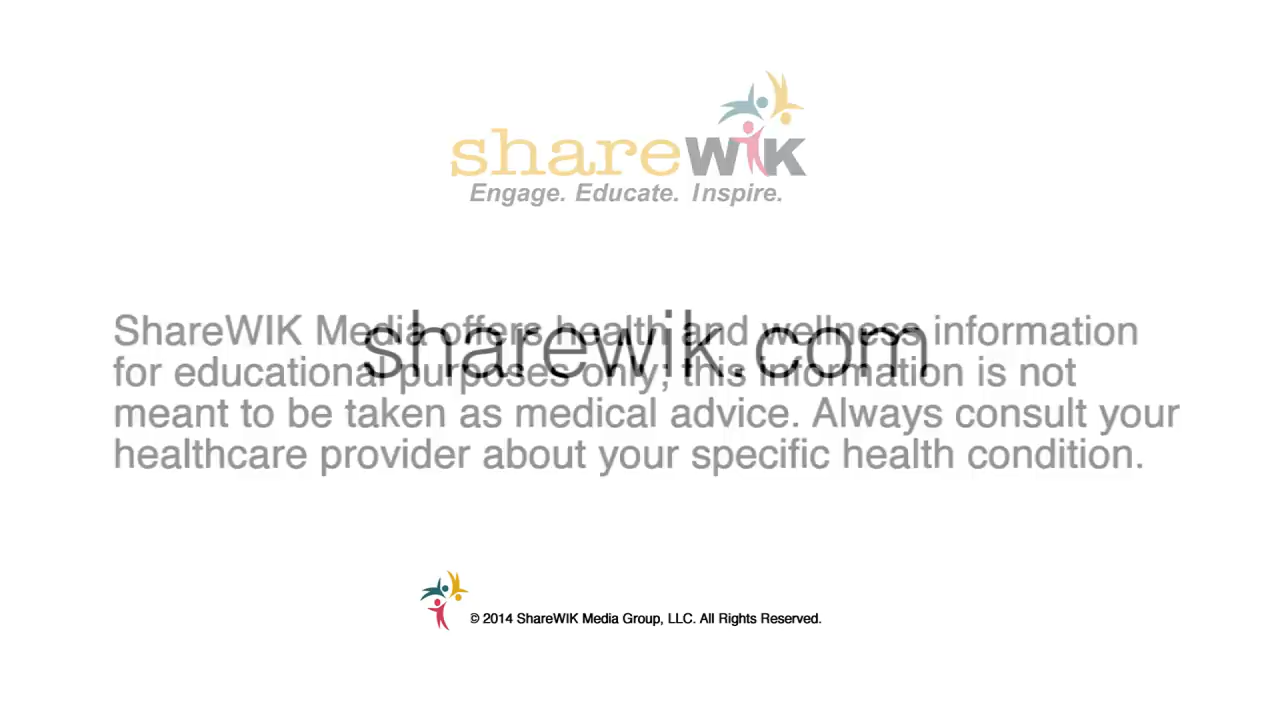 sharewik
Engage. Educate. Inspire.
sharewik.com
ShareWIK Media offers health and wellness information
for educational purposes only; this information is not
meant to be taken as medical advice. Always consult your
healthcare provider about your specific health condition.
© 2014 ShareWIK Media Group, LLC. All Rights Reserved.